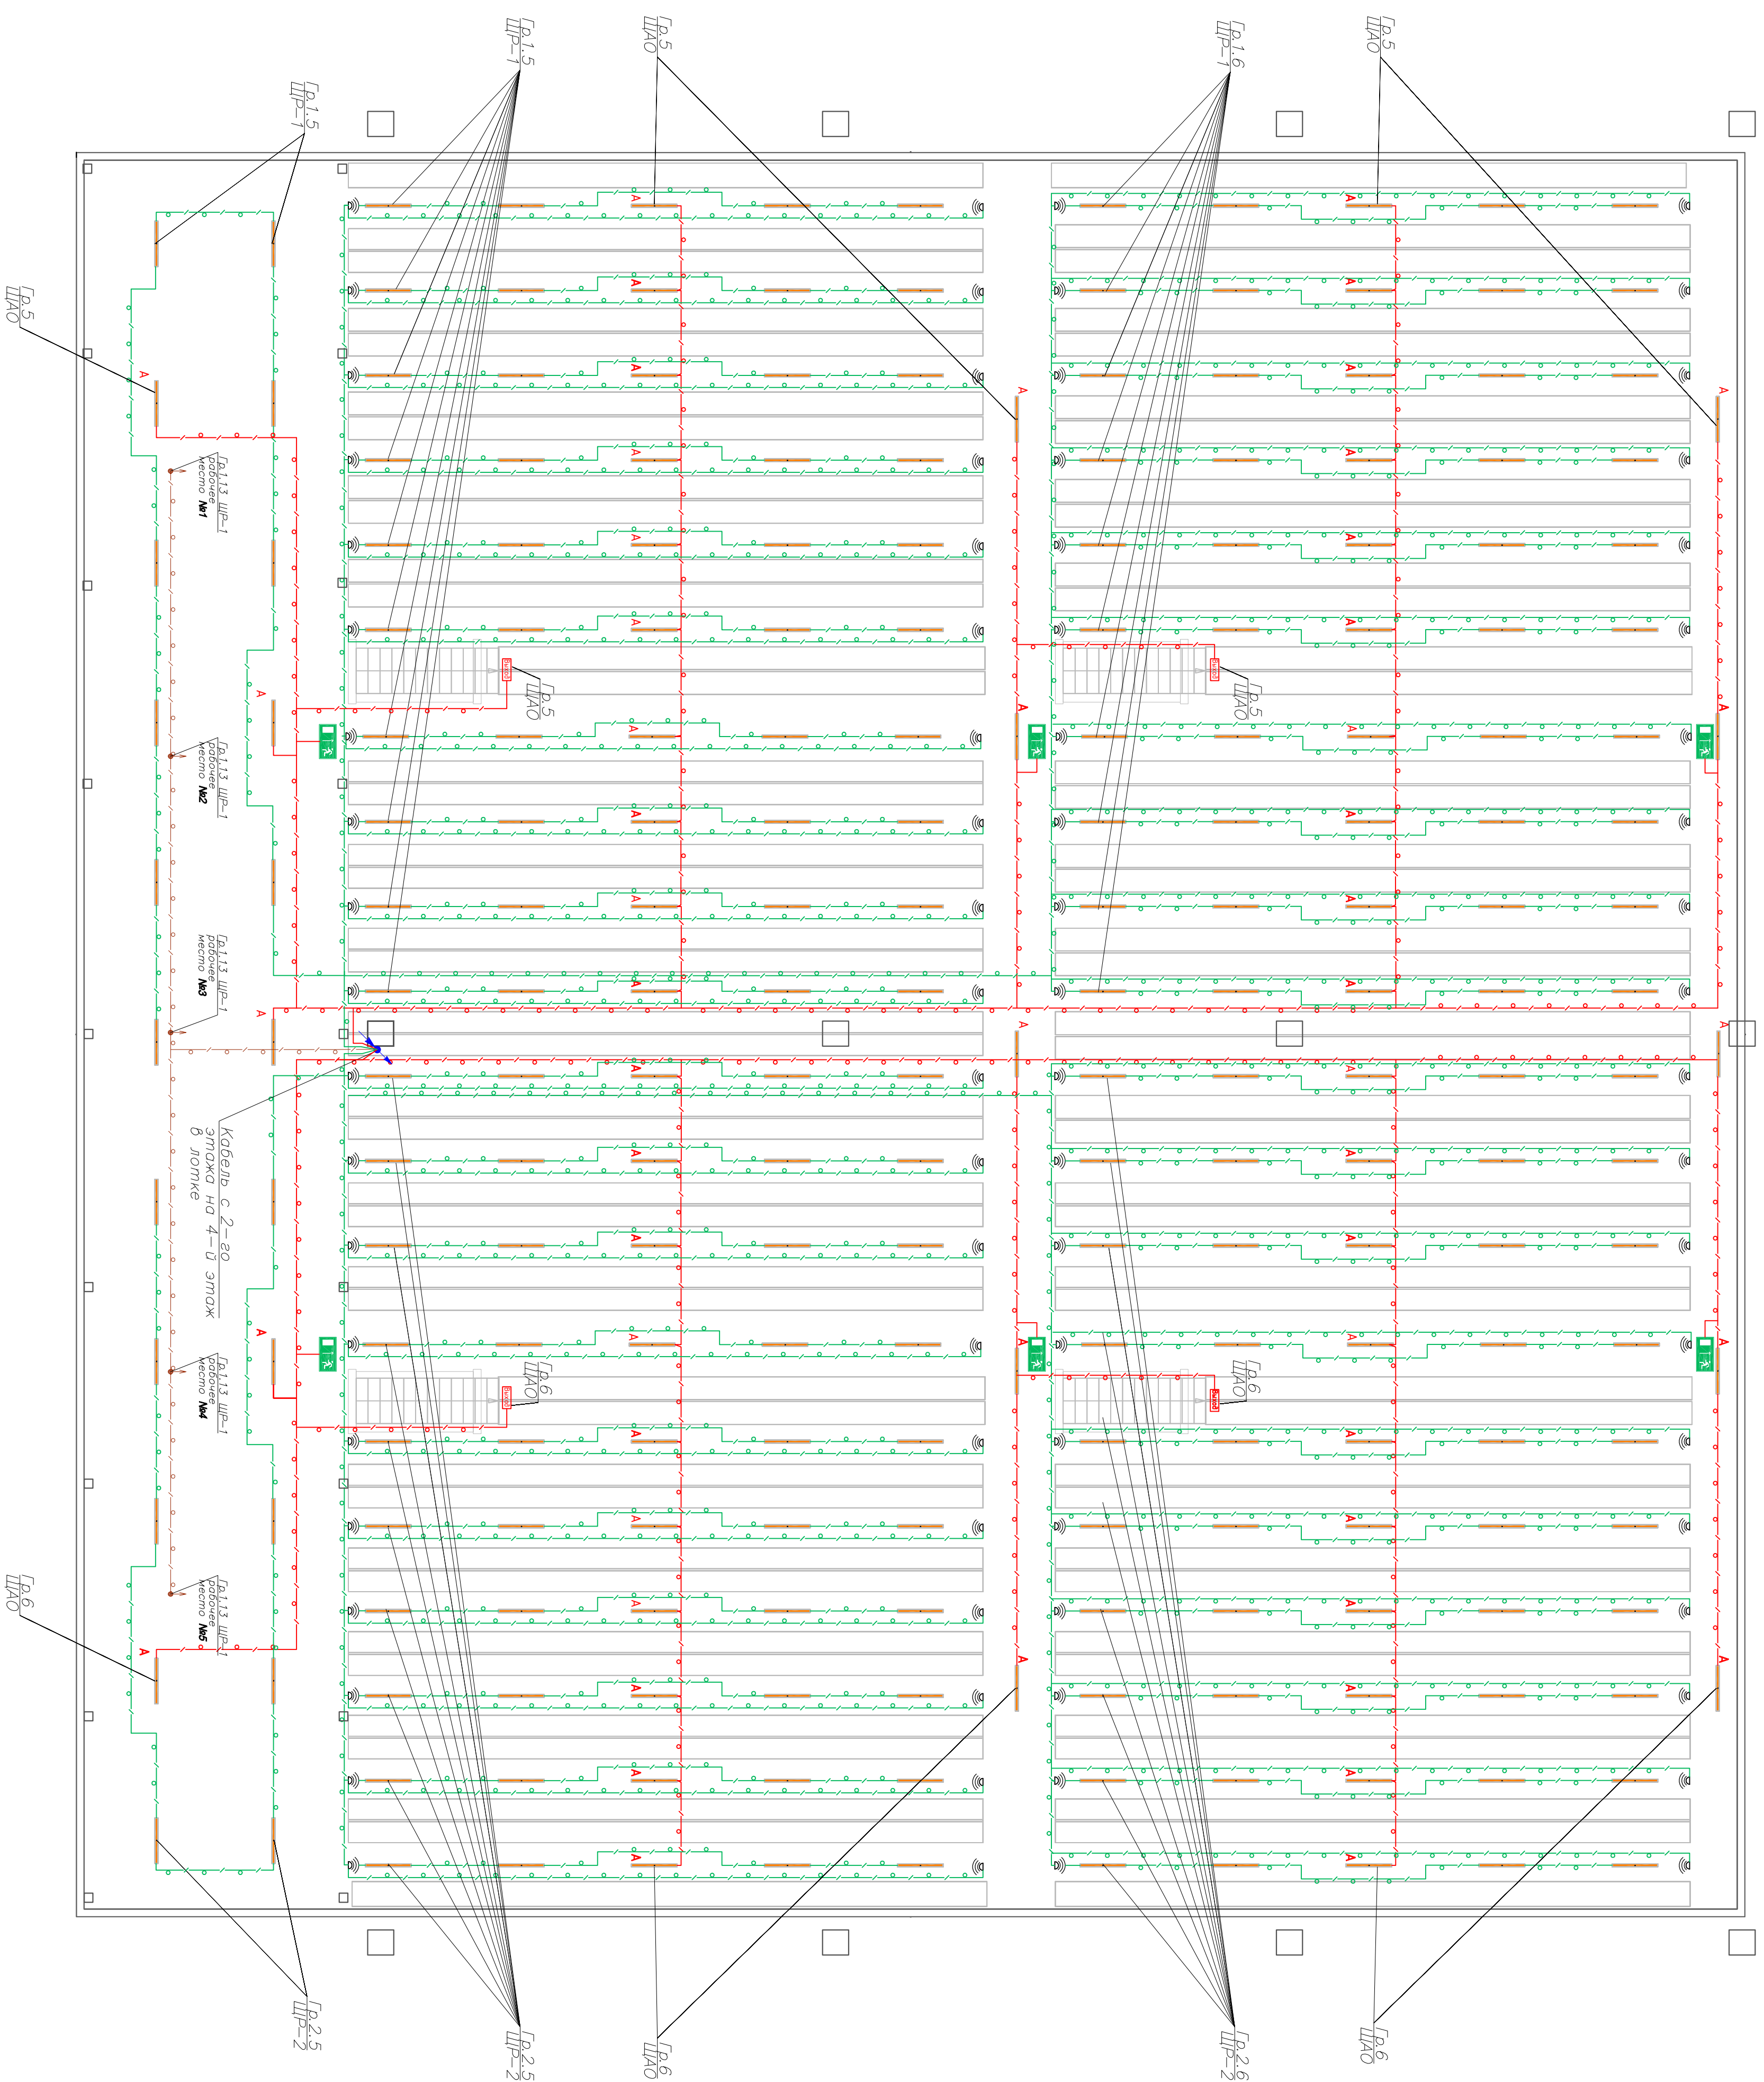 Гр.1.5
ЩР-1
Гр.5
ЩАО
Гр.1.6
ЩР-1
Гр.5
ЩАО
Гр.1.5
ЩР-1
Гр.5
ЩАО
А
А
А
А
А
А
А
А
А
А
А
А
А
Гр.1.13 ЩР-1
рабочее
место №1
А
А
А
А
Выход
Гр.5
ЩАО
Выход
Гр.5
ЩАО
А
А
А
А
А
Гр.1.13 ЩР-1
рабочее
место №2
А
А
А
А
Гр.1.13 ЩР-1
рабочее
место №3
А
А
А
А
А
А
А
Кабель с 2-го
этажа на 4-й этаж
в лотке
А
А
А
А
А
А
А
А
А
Гр.1.13 ЩР-1
рабочее
место №4
Выход
Гр.6
ЩАО
Выход
Гр.6
ЩАО
А
А
А
А
Гр.1.13 ЩР-1
рабочее
место №5
Гр.6
ЩАО
А
А
А
А
А
А
А
А
А
А
А
Гр.2.5
ЩР-2
Гр.2.5
ЩР-2
Гр.6
ЩАО
Гр.2.6
ЩР-2
Гр.6
ЩАО